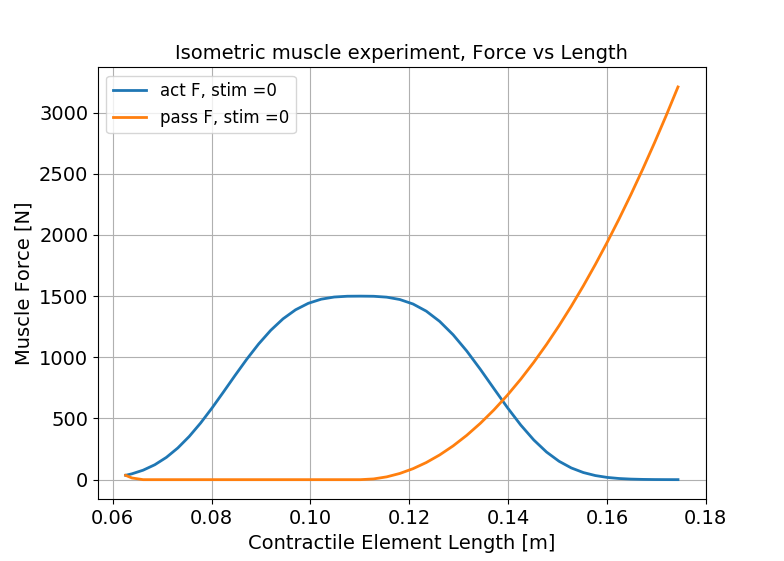 Isometric muscle experiment, Force vs Length
act F, stim =0
pass F, stim =0
Muscle Force [N]
3000
2500
2000
1500
1000
500
0
0.06 0.08 0.10 0.12 0.14 0.16 0.18
Contractile Element Length [m]